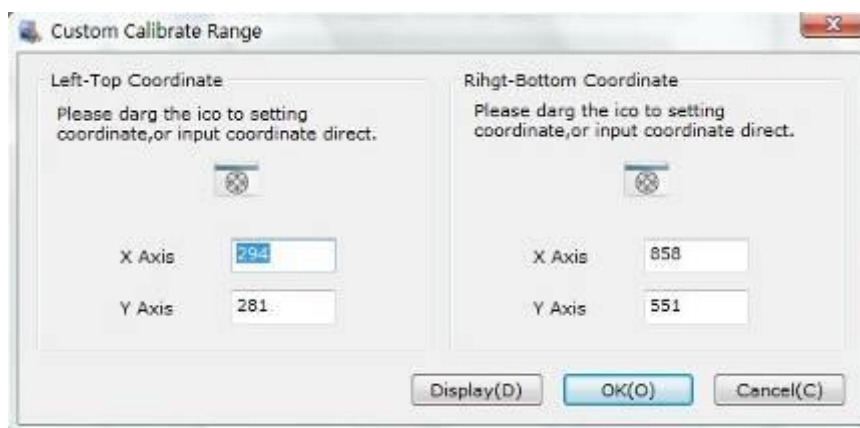 Custom Calibrate Range
Left-Top Coordinate
Please darg the ico to setting
coordinate,or input coordinate direct.
X Axis 294
Y Axis 281
Rihgt-Bottom Coordinate
Please darg the ico to setting
coordinate,or input coordinate direct.
X Axis 858
Y Axis 551
Display(D) OK(O) Cancel(C)